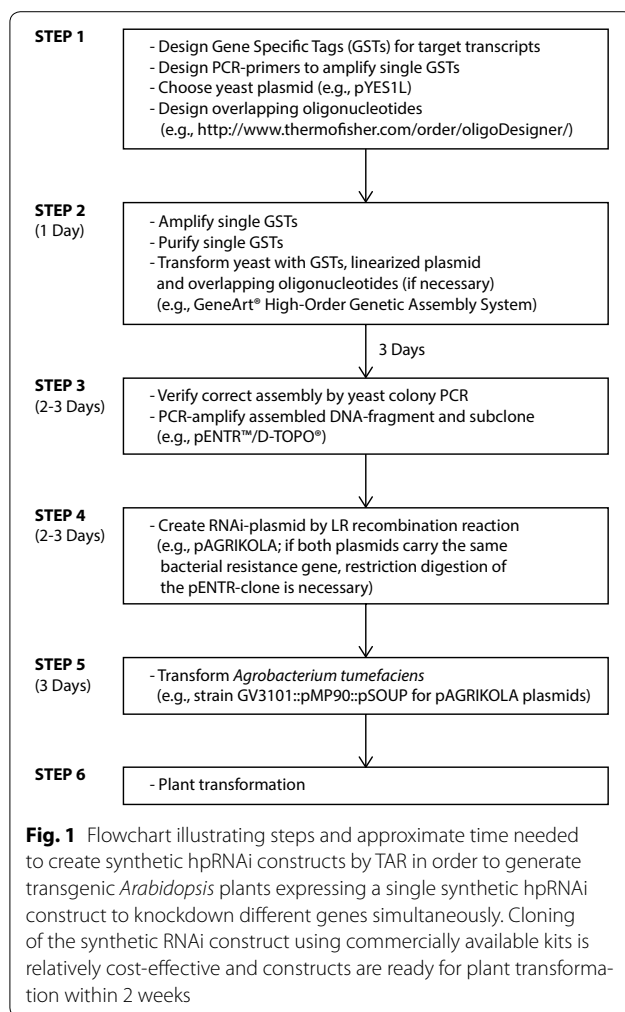 STEP 1
- Design Gene Specific Tags (GSTs) for target transcripts
- Design PCR-primers to amplify single GSTs
- Choose yeast plasmid (e.g., pYES1L)
- Design overlapping oligonucleotides
(e.g., http://www.thermofisher.com/order/oligoDesigner/)
STEP 2
(1 Day)
- Amplify single GSTs
- Purify single GSTs
- Transform yeast with GSTs, linearized plasmid
and overlapping oligonucleotides (if necessary)
(e.g., GeneArt® High-Order Genetic Assembly System)
3 Days
STEP 3
(2-3 Days)
- Verify correct assembly by yeast colony PCR
- PCR-amplify assembled DNA-fragment and subclone
(e.g., pENTR™/D-TOPO®)
STEP 4
(2-3 Days)
- Create RNAi-plasmid by LR recombination reaction
(e.g., pAGRIKOLA; if both plasmids carry the same
bacterial resistance gene, restriction digestion of
the pENTR-clone is necessary)
STEP 5
(3 Days)
- Transform Agrobacterium tumefaciens
(e.g., strain GV3101::pMP90::pSOUP for pAGRIKOLA plasmids)
STEP 6
- Plant transformation
Fig. 1 Flowchart illustrating steps and approximate time needed
to create synthetic hpRNAi constructs by TAR in order to generate
transgenic Arabidopsis plants expressing a single synthetic hpRNAi
construct to knockdown different genes simultaneously. Cloning
of the synthetic RNAi construct using commercially available kits is
relatively cost-effective and constructs are ready for plant transforma-
tion within 2 weeks